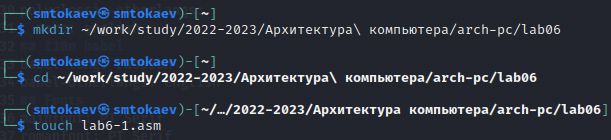 ┌──(smtokaev㉿smtokaev)-[~]
└─$ mkdir ~/work/study/2022-2023/Архитектура\ компьютера/arch-pc/lab06
┌──(smtokaev㉿smtokaev)-[~]
└─$ cd ~/work/study/2022-2023/Архитектура\ компьютера/arch-pc/lab06
┌──(smtokaev㉿smtokaev)-[~/…/2022-2023/Архитектура компьютера/arch-pc/lab06]
└─$ touch lab6-1.asm